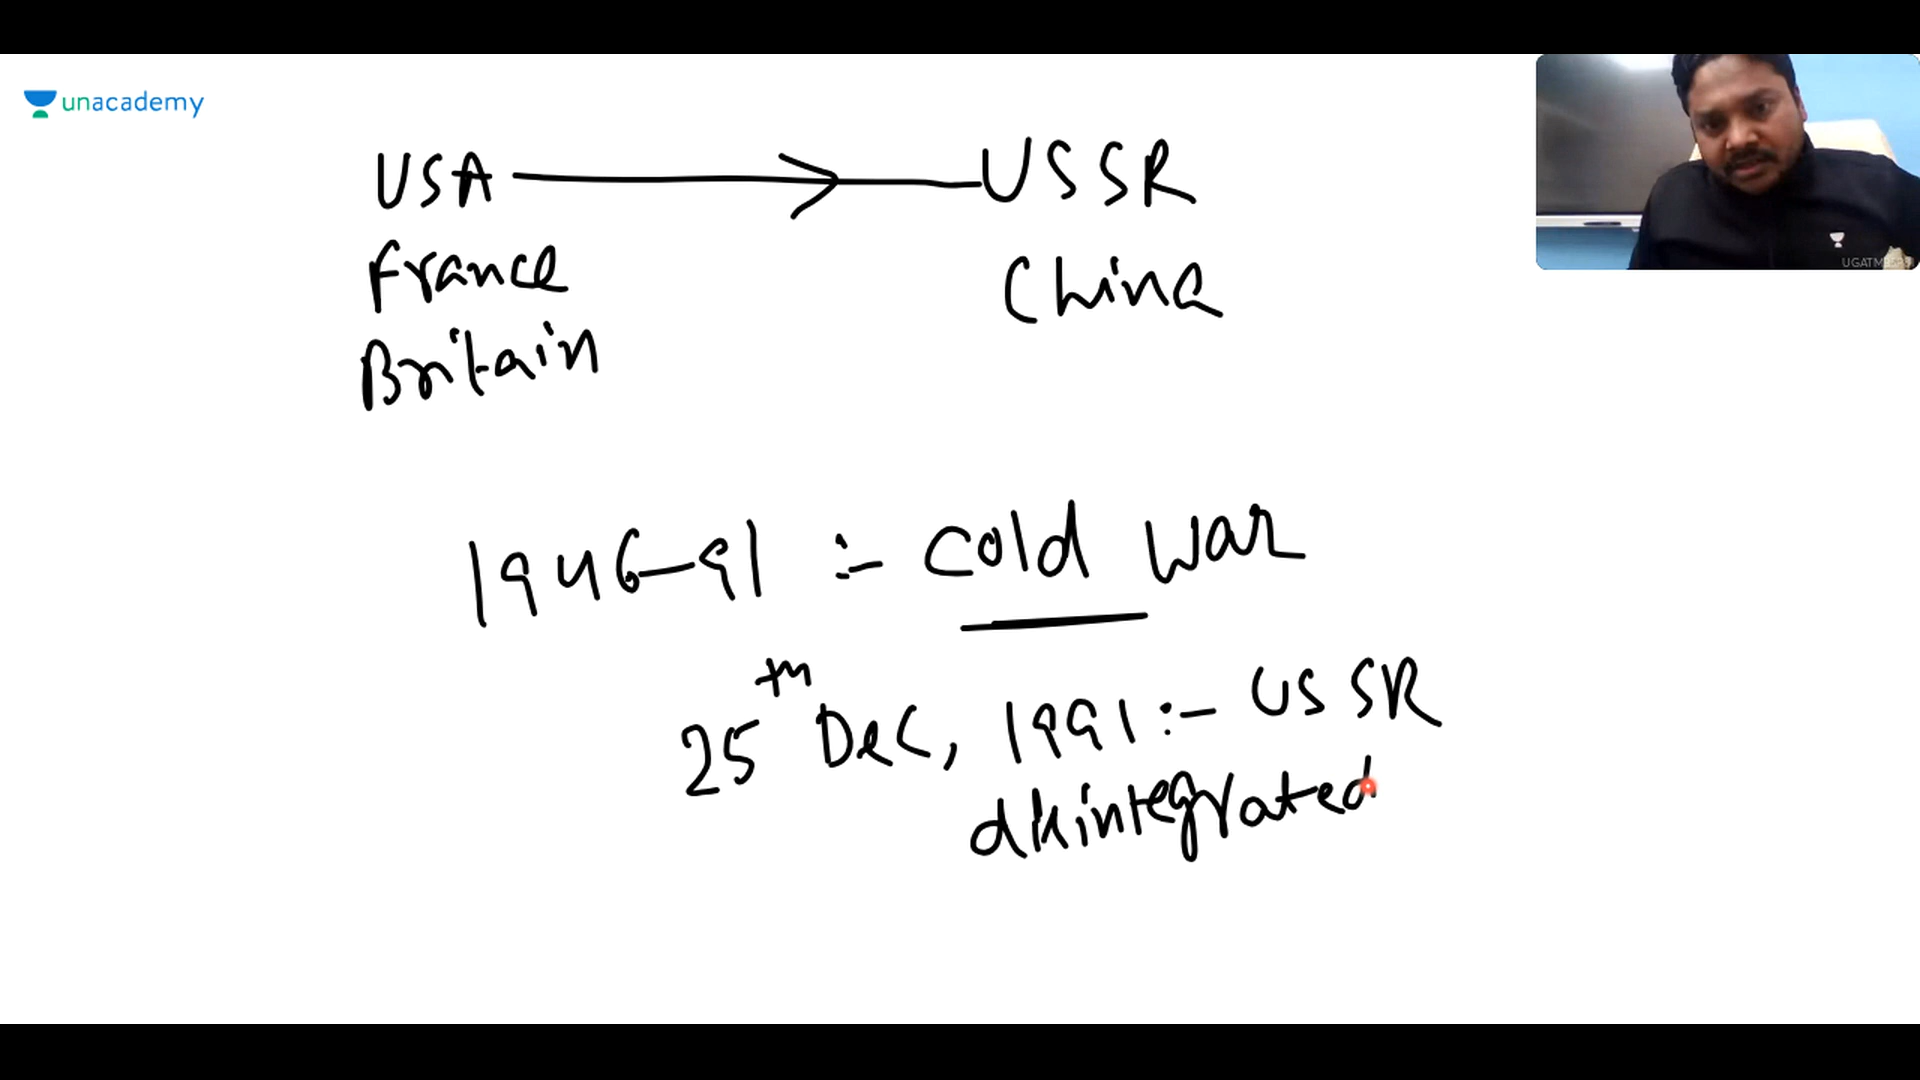 unacademy
USA → USSR
France China
Britain
1946-91 :- Cold War
25th Dec, 1991 :- USSR
disintegrated